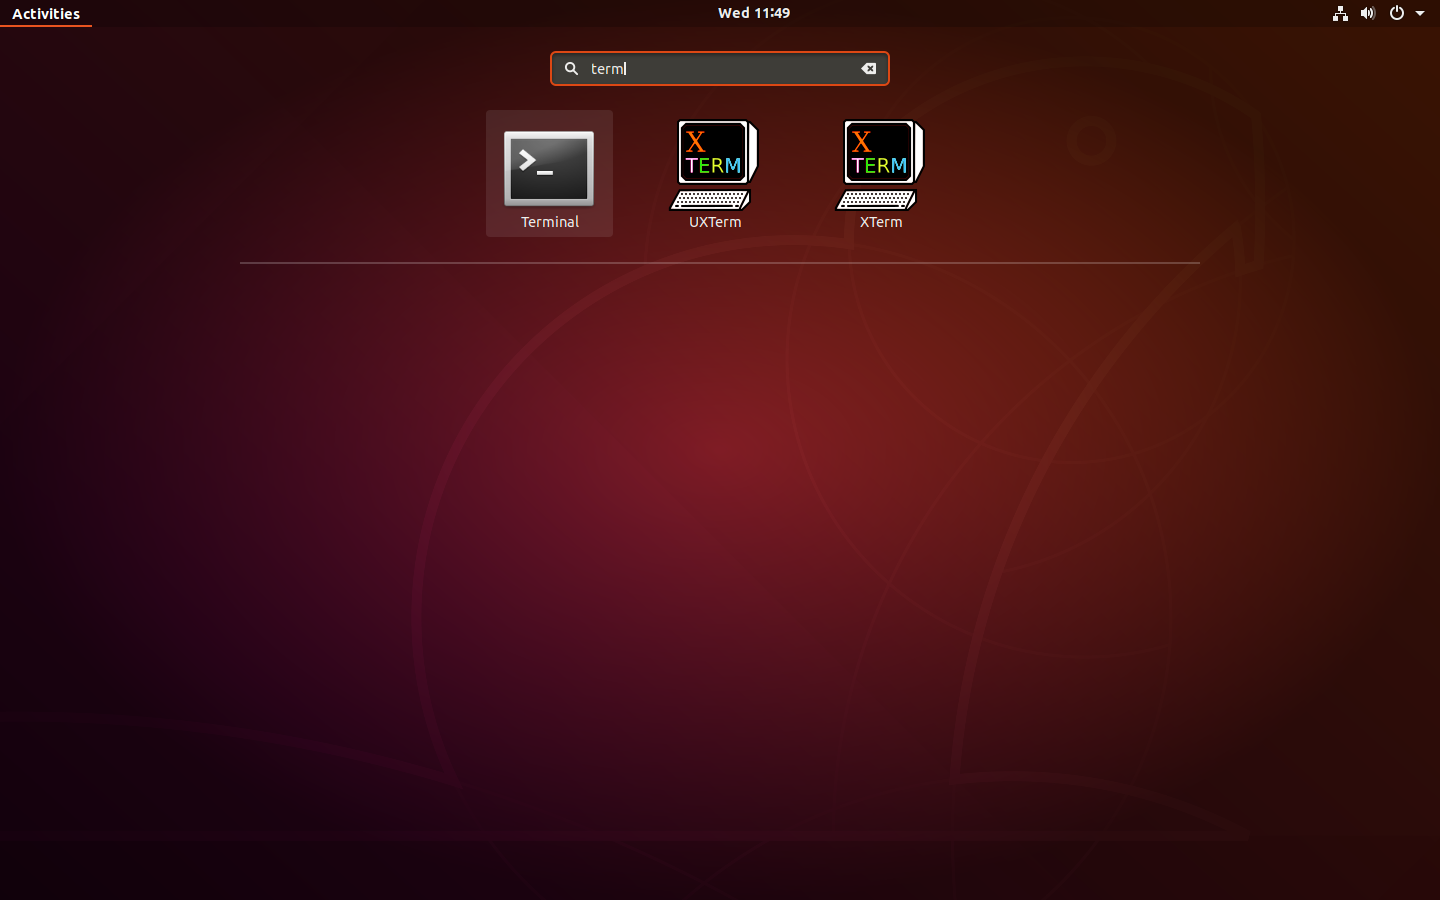 Activities
Wed 11:49
term
X
TERM
X
TERM
Terminal
UXTerm
XTerm